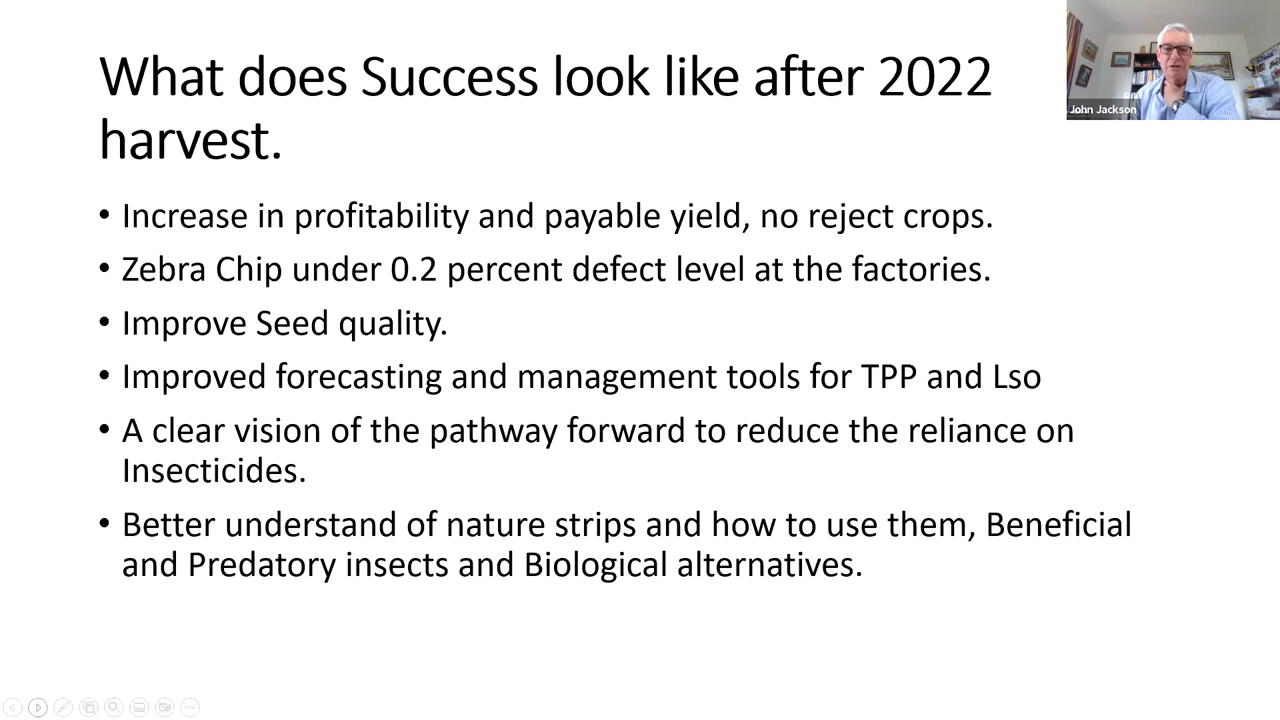 What does Success look like after 2022
harvest.
John Jackson
• Increase in profitability and payable yield, no reject crops.
• Zebra Chip under 0.2 percent defect level at the factories.
• Improve Seed quality.
• Improved forecasting and management tools for TPP and Lso
• A clear vision of the pathway forward to reduce the reliance on
Insecticides.
• Better understand of nature strips and how to use them, Beneficial
and Predatory insects and Biological alternatives.